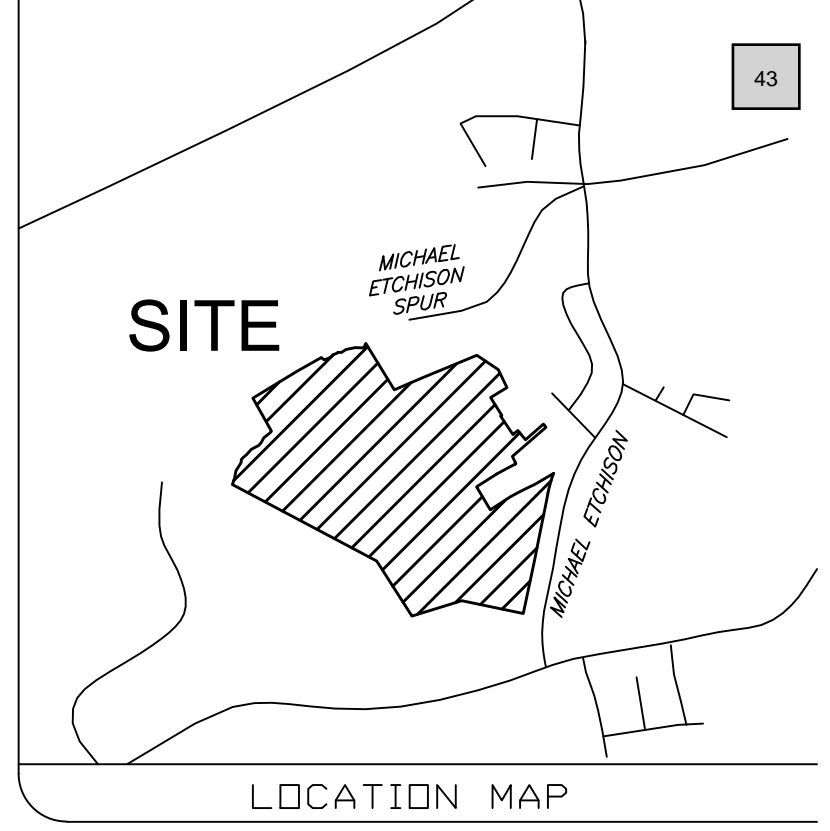 43
MICHAEL
ETCHISON
SPUR
SITE
MICHAEL ETCHISON
LOCATION MAP